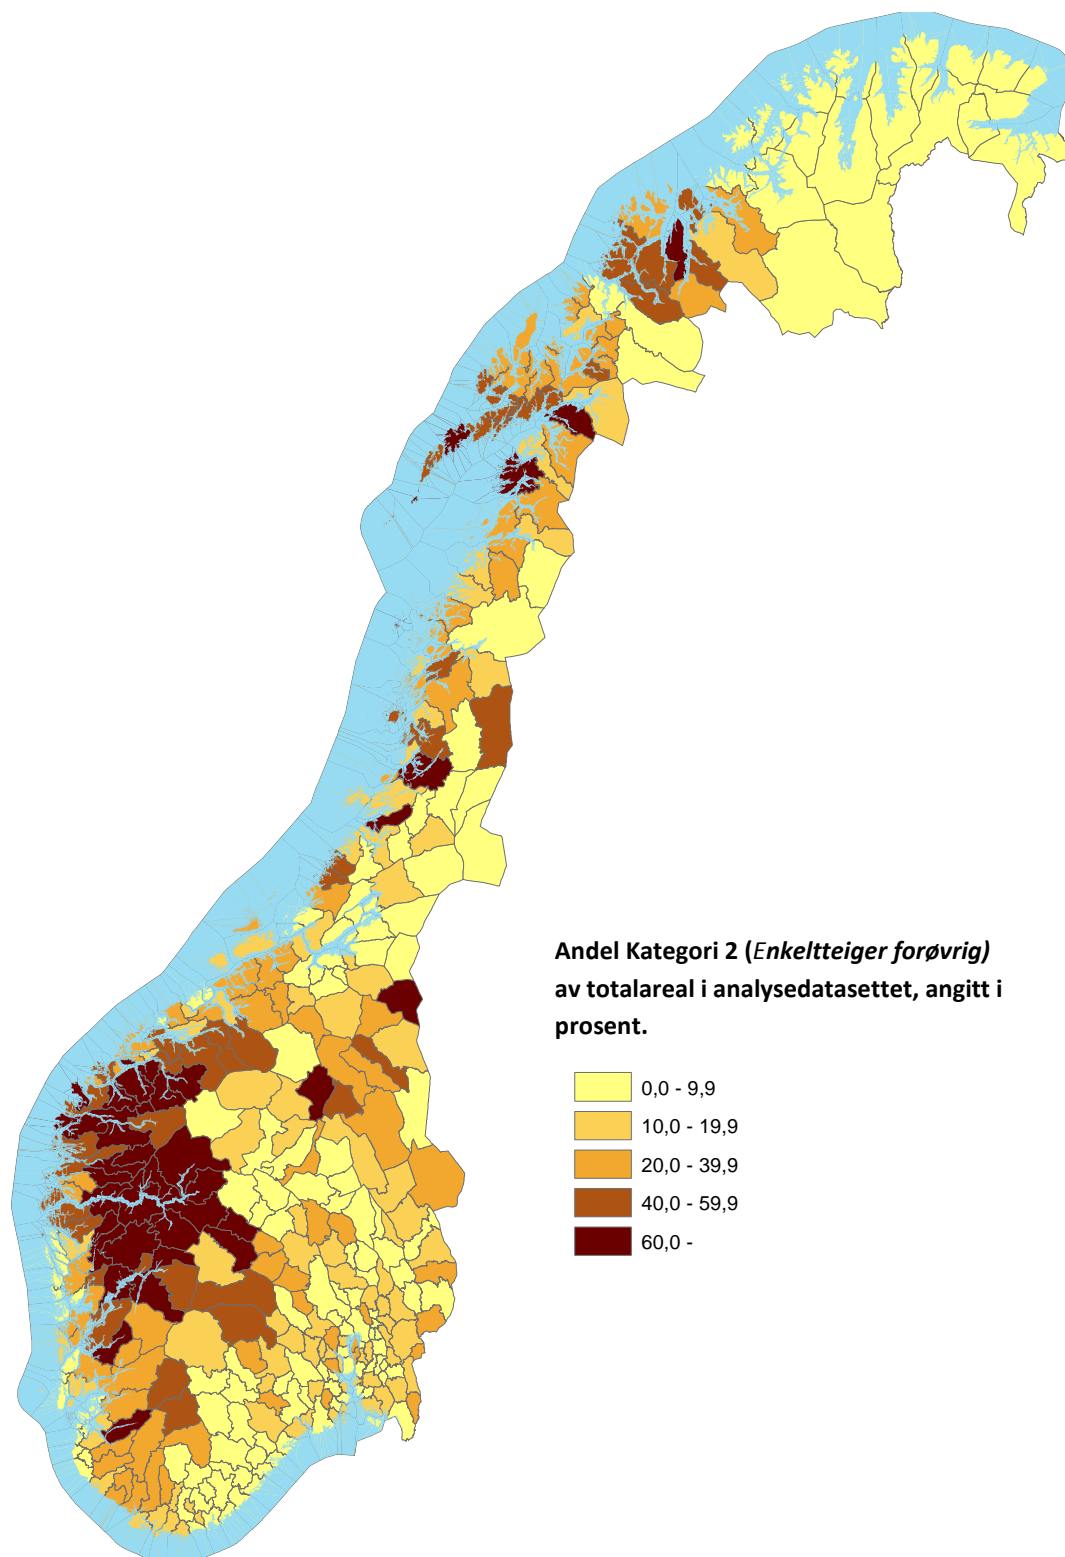 Andel Kategori 2 (Enkeltteiger forøvrig)
av totalareal i analysedatasettet, angitt i
prosent.
0,0 - 9,9
10,0 - 19,9
20,0 - 39,9
40,0 - 59,9
60,0 -